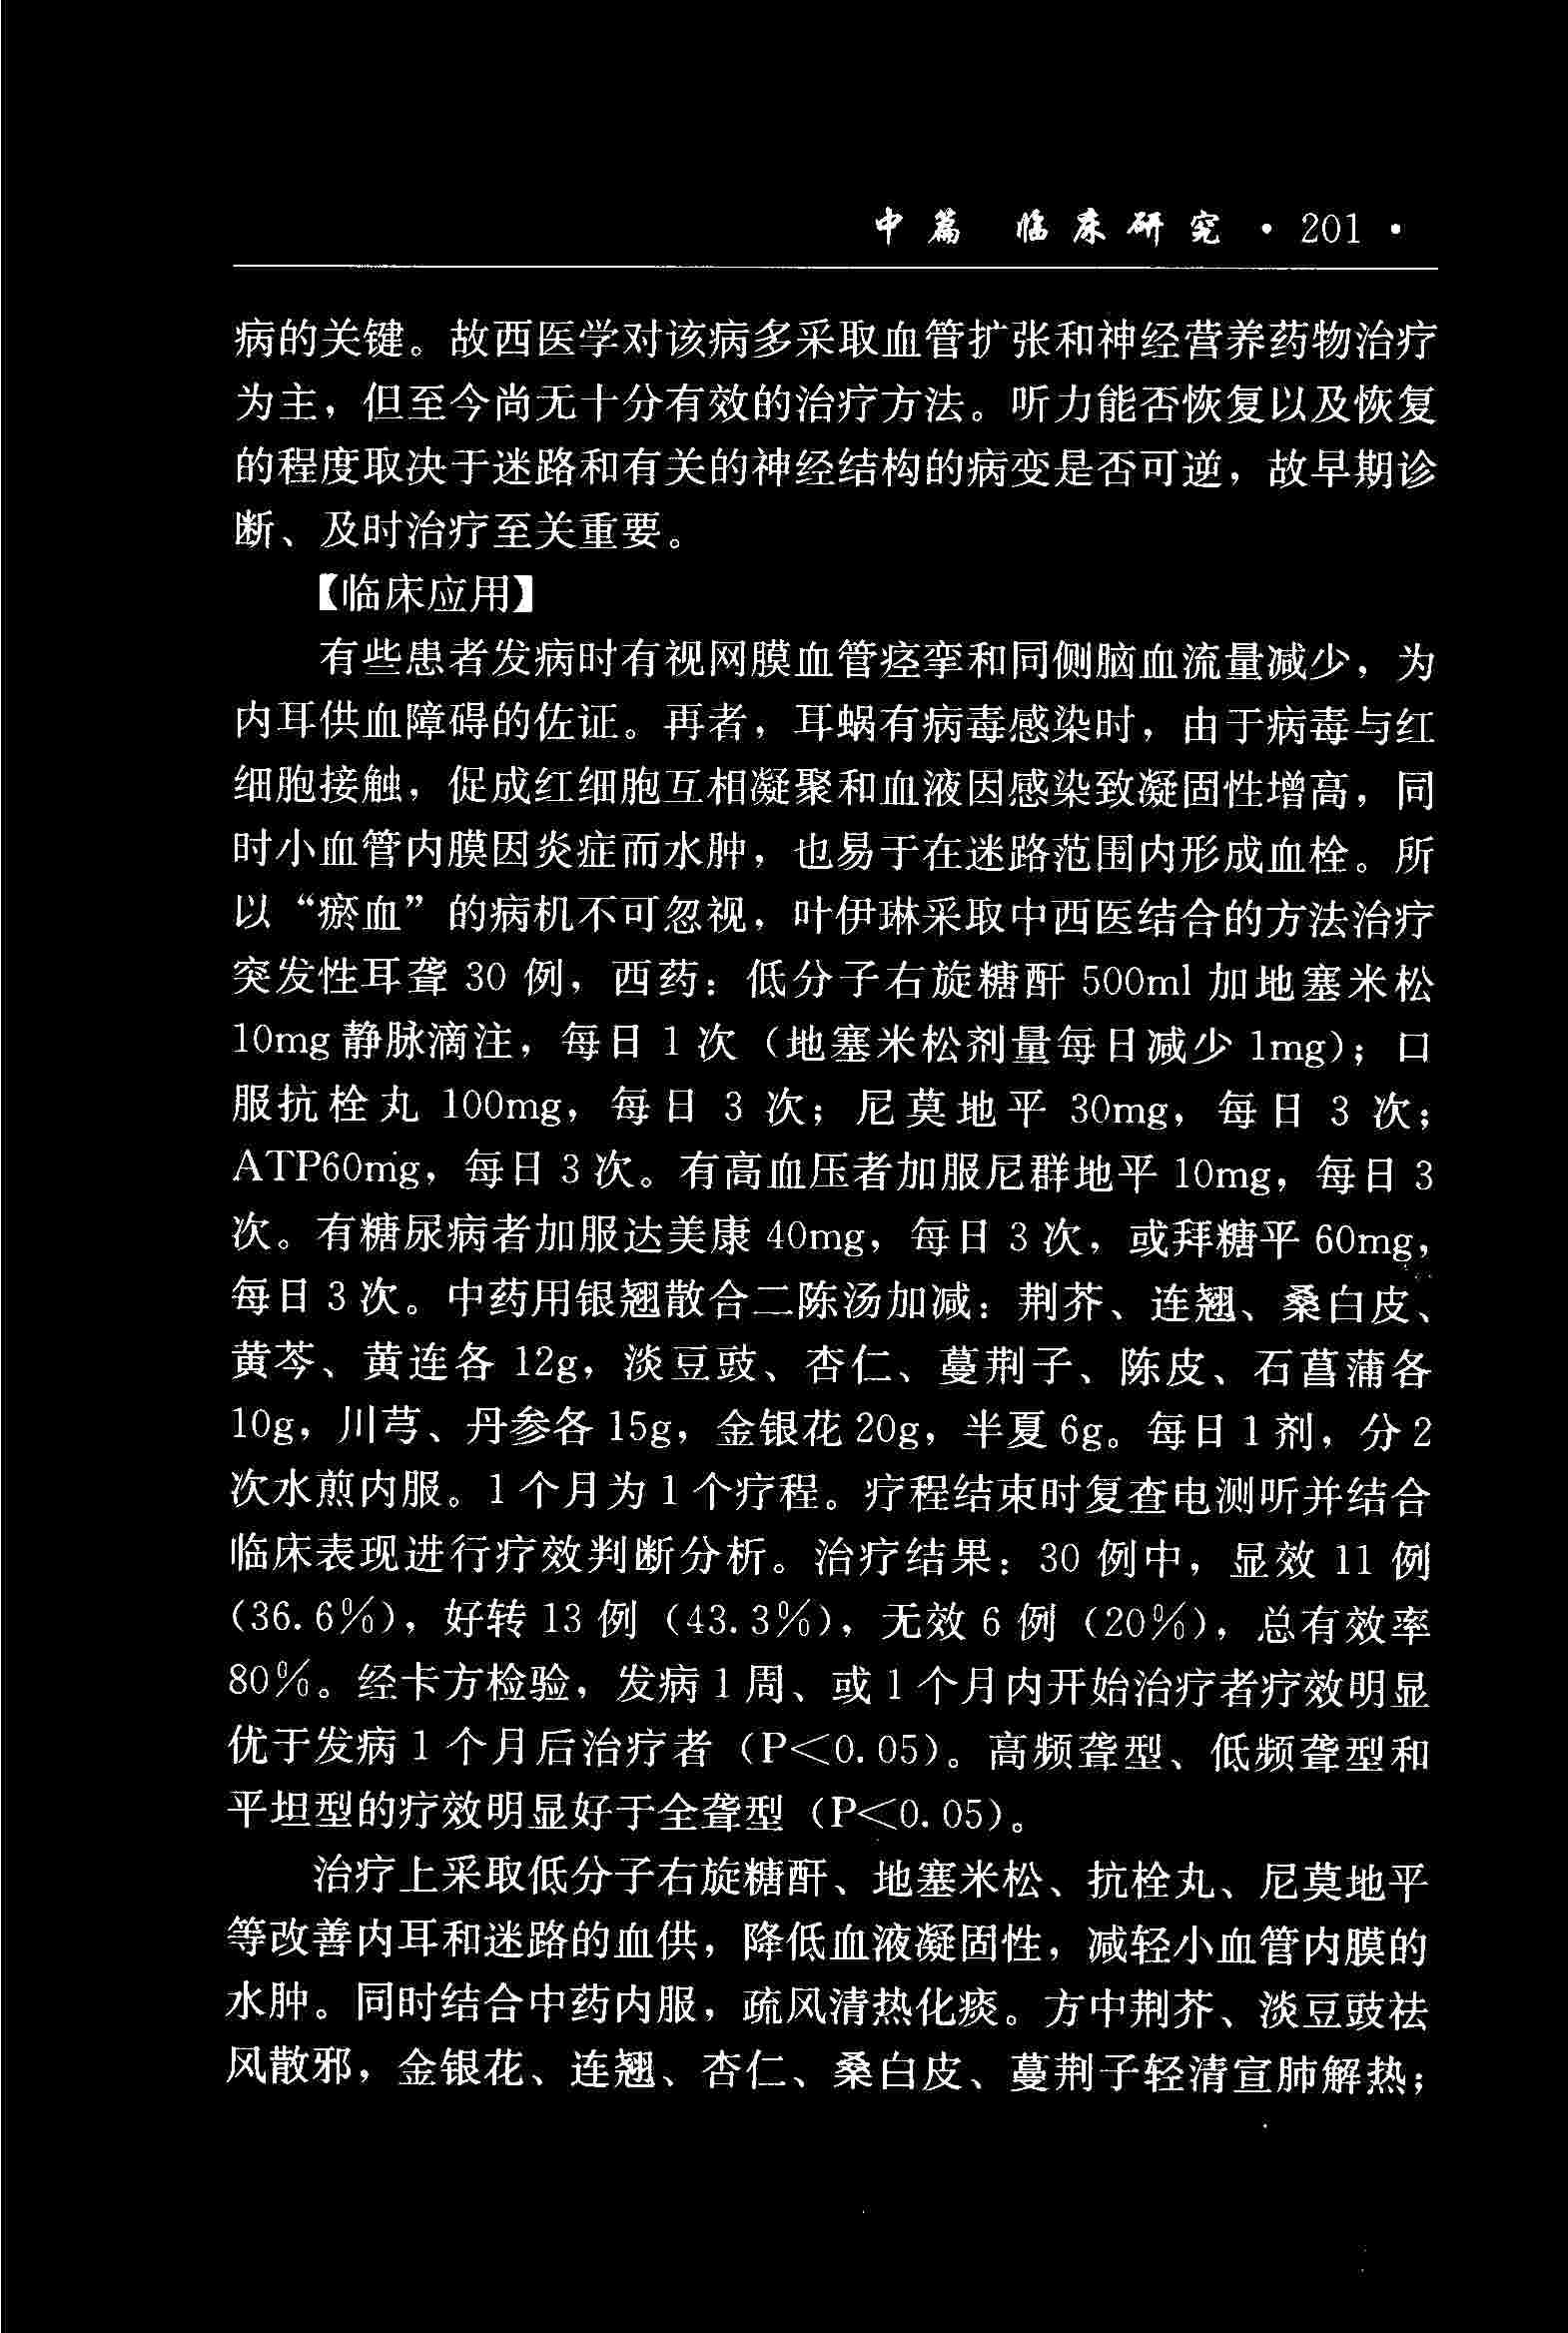 中篇 临床研究 · 201 ·
病的关键。故西医学对该病多采取血管扩张和神经营养药物治疗
为主，但至今尚无十分有效的治疗方法。听力能否恢复以及恢复
的程度取决于迷路和有关的神经结构的病变是否可逆，故早期诊
断、及时治疗至关重要。
【临床应用】
有些患者发病时有视网膜血管痉挛和同侧脑血流量减少，为
内耳供血障碍的佐证。再者，耳蜗有病毒感染时，由于病毒与红
细胞接触，促成红细胞互相凝聚和血液因感染致凝固性增高，同
时小血管内膜因炎症而水肿，也易于在迷路范围内形成血栓。所
以“瘀血”的病机不可忽视，叶伊琳采取中西医结合的方法治疗
突发性耳聋 30 例，西药：低分子右旋糖酐 500ml 加地塞米松
10mg 静脉滴注，每日 1 次（地塞米松剂量每日减少 1mg）；口
服抗栓丸 100mg，每日 3 次；尼莫地平 30mg，每日 3 次；
ATP60mg，每日 3 次。有高血压者加服尼群地平 10mg，每日 3
次。有糖尿病者加服达美康 40mg，每日 3 次，或拜糖平 60mg，
每日 3 次。中药用银翘散合二陈汤加减：荆芥、连翘、桑白皮、
黄芩、黄连各 12g，淡豆豉、杏仁、蔓荆子、陈皮、石菖蒲各
10g，川芎、丹参各 15g，金银花 20g，半夏 6g。每日 1 剂，分 2
次水煎内服。1 个月为 1 个疗程。疗程结束时复查电测听并结合
临床表现进行疗效判断分析。治疗结果：30 例中，显效 11 例
（36.6%），好转 13 例（43.3%），无效 6 例（20%），总有效率
80%。经卡方检验，发病 1 周、或 1 个月内开始治疗者疗效明显
优于发病 1 个月后治疗者（P<0.05）。高频聋型、低频聋型和
平坦型的疗效明显好于全聋型（P<0.05）。
治疗上采取低分子右旋糖酐、地塞米松、抗栓丸、尼莫地平
等改善内耳和迷路的血供，降低血液凝固性，减轻小血管内膜的
水肿。同时结合中药内服，疏风清热化痰。方中荆芥、淡豆豉祛
风散邪，金银花、连翘、杏仁、桑白皮、蔓荆子轻清宣肺解热；